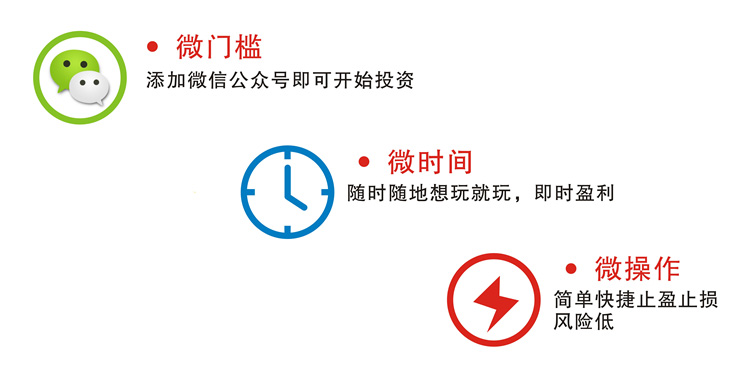 • 微门槛
添加微信公众号即可开始投资
• 微时间
随时随地想玩就玩，即时盈利
• 微操作
简单快捷止盈止损
风险低